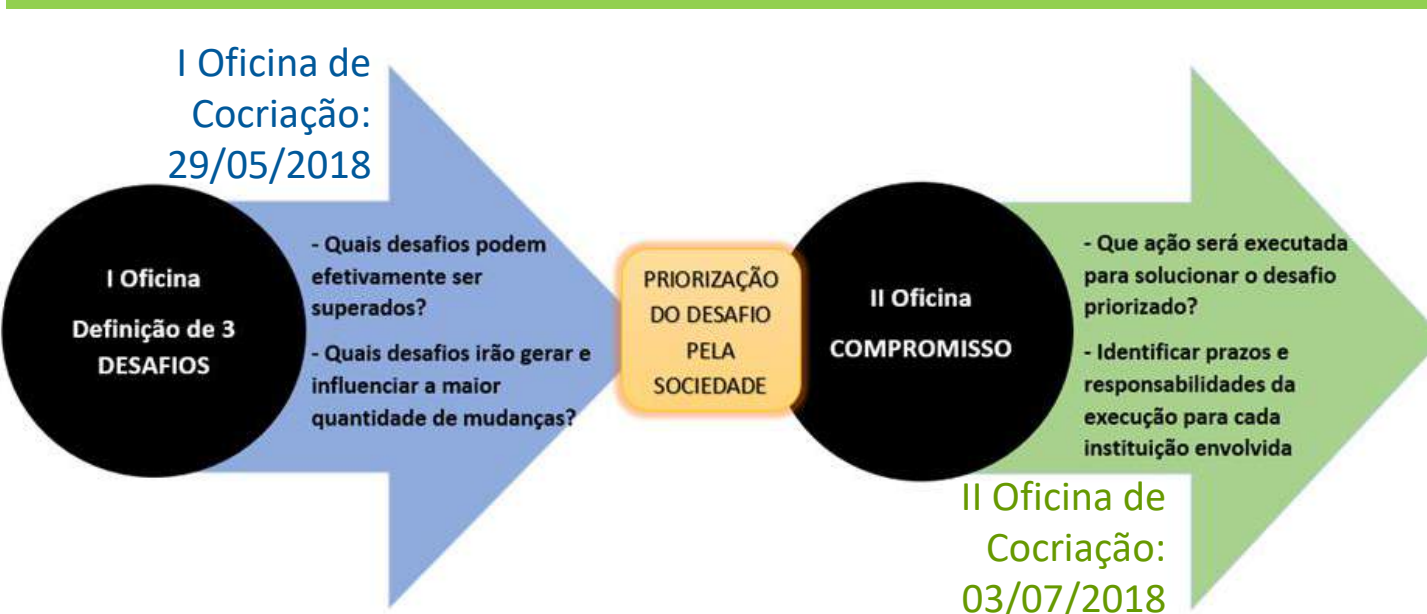 I Oficina de
Cocriação:
29/05/2018
I Oficina
Definição de 3
DESAFIOS
- Quais desafios podem
efetivamente ser
superados?
- Quais desafios irão gerar e
influenciar a maior
quantidade de mudanças?
PRIORIZAÇÃO
DO DESAFIO
PELA
SOCIEDADE
II Oficina
COMPROMISSO
- Que ação será executada
para solucionar o desafio
priorizado?
- Identificar prazos e
responsabilidades da
execução para cada
instituição envolvida
II Oficina de
Cocriação:
03/07/2018